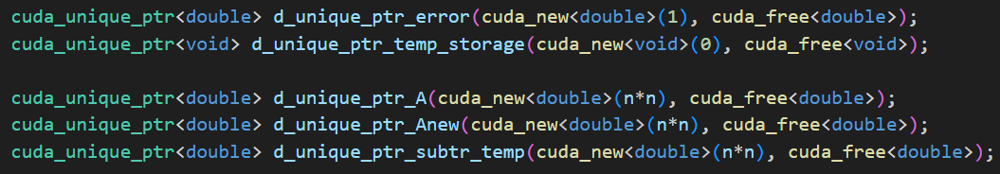 cuda_unique_ptr<double> d_unique_ptr_error(cuda_new<double>(1), cuda_free<double>);
cuda_unique_ptr<void> d_unique_ptr_temp_storage(cuda_new<void>(0), cuda_free<void>);
cuda_unique_ptr<double> d_unique_ptr_A(cuda_new<double>(n*n), cuda_free<double>);
cuda_unique_ptr<double> d_unique_ptr_Anew(cuda_new<double>(n*n), cuda_free<double>);
cuda_unique_ptr<double> d_unique_ptr_subtr_temp(cuda_new<double>(n*n), cuda_free<double>);